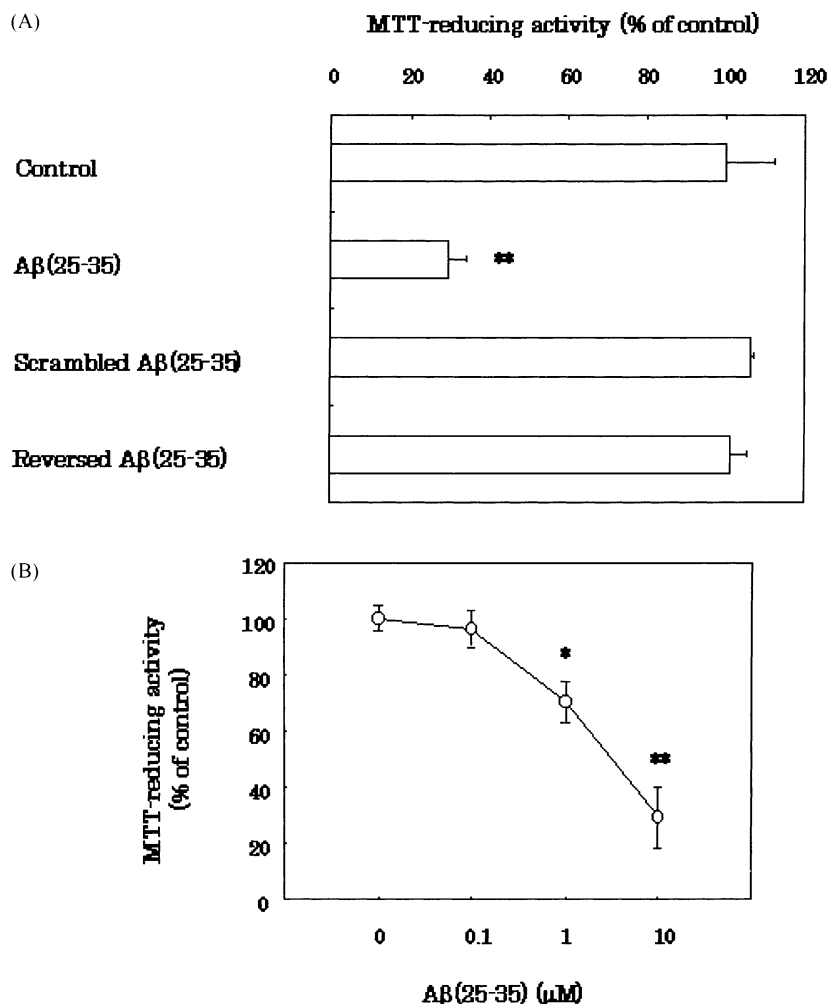 (A)
MTT-reducing activity (% of control)
0 20 40 60 80 100 120
Control
Aβ(25-35)
**
Scrambled Aβ(25-35)
Reversed Aβ(25-35)
(B)
MTT-reducing activity
(% of control)
120
100
80
60
40
20
0
*
**
0 0.1 1 10
Aβ(25-35) (μM)